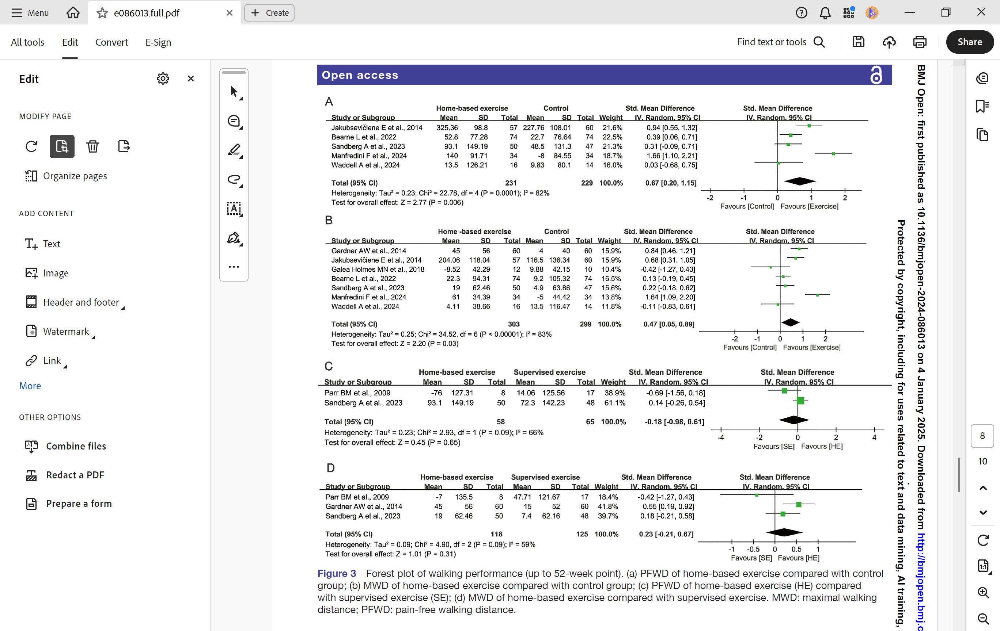 Menu
e086013.full.pdf
Create
All tools
Edit
Convert
E-Sign
Find text or tools
Share
Edit
MODIFY PAGE
Organize pages
ADD CONTENT
Text
Image
Header and footer
Watermark
Link
More
OTHER OPTIONS
Combine files
Redact a PDF
Prepare a form
Open access
A
Home-based exercise Control Std. Mean Difference Std. Mean Difference
Study or Subgroup Mean SD Total Mean SD Total Weight IV, Random, 95% CI IV, Random, 95% CI
Jakubsevičiene E et al., 2014 325.36 98.8 57 227.76 108.01 60 21.6% 0.94 [0.55, 1.32]
Bearne L et al., 2022 52.8 77.28 74 22.7 76.64 74 22.5% 0.39 [0.06, 0.71]
Sandberg A et al., 2023 93.1 149.19 50 48.5 131.3 47 21.3% 0.31 [-0.09, 0.71]
Manfredini F et al., 2024 140 91.71 34 -8 84.55 34 18.7% 1.66 [1.10, 2.21]
Waddell A et al., 2024 13.5 126.21 16 9.83 80.1 14 16.0% 0.03 [-0.68, 0.75]
Total (95% CI) 231 229 100.0% 0.67 [0.20, 1.15]
Heterogeneity: Tau² = 0.23; Chi² = 22.78, df = 4 (P = 0.0001); I² = 82%
Test for overall effect: Z = 2.77 (P = 0.006)
-2 -1 0 1 2
Favours [Control] Favours [Exercise]
B
Home -based exercise Control Std. Mean Difference Std. Mean Difference
Study or Subgroup Mean SD Total Mean SD Total Weight IV, Random, 95% CI IV, Random, 95% CI
Gardner AW et al., 2014 45 56 60 4 40 60 15.9% 0.84 [0.46, 1.21]
Jakubsevičiene E et al., 2014 204.06 118.04 57 116.5 136.34 60 15.9% 0.68 [0.31, 1.05]
Galea Holmes MN et al., 2018 -8.52 42.29 12 9.88 42.15 10 10.4% -0.42 [-1.27, 0.43]
Bearne L et al., 2022 22.3 94.31 74 9.2 105.32 74 16.5% 0.13 [-0.19, 0.45]
Sandberg A et al., 2023 19 62.46 50 4.9 63.86 47 15.6% 0.22 [-0.18, 0.62]
Manfredini F et al., 2024 61 34.39 34 -5 44.42 34 13.8% 1.64 [1.09, 2.20]
Waddell A et al., 2024 4.11 38.66 16 13.5 116.47 14 11.8% -0.11 [-0.83, 0.61]
Total (95% CI) 303 299 100.0% 0.47 [0.05, 0.89]
Heterogeneity: Tau² = 0.25; Chi² = 34.52, df = 6 (P < 0.00001); I² = 83%
Test for overall effect: Z = 2.20 (P = 0.03)
-2 -1 0 1 2
Favours [Control] Favours [Exercise]
C
Home-based exercise Supervised exercise Std. Mean Difference Std. Mean Difference
Study or Subgroup Mean SD Total Mean SD Total Weight IV, Random, 95% CI IV, Random, 95% CI
Parr BM et al., 2009 -76 127.31 8 14.06 125.56 17 38.9% -0.69 [-1.56, 0.18]
Sandberg A et al., 2023 93.1 149.19 50 72.3 142.23 48 61.1% 0.14 [-0.26, 0.54]
Total (95% CI) 58 65 100.0% -0.18 [-0.98, 0.61]
Heterogeneity: Tau² = 0.23; Chi² = 2.93, df = 1 (P = 0.09); I² = 66%
Test for overall effect: Z = 0.45 (P = 0.65)
-4 -2 0 2 4
Favours [SE] Favours [HE]
D
Home-based exercise Supervised exercise Std. Mean Difference Std. Mean Difference
Study or Subgroup Mean SD Total Mean SD Total Weight IV, Random, 95% CI IV, Random, 95% CI
Parr BM et al., 2009 -7 135.5 8 47.71 121.67 17 18.4% -0.42 [-1.27, 0.43]
Gardner AW et al., 2014 45 56 60 15 52 60 41.8% 0.55 [0.19, 0.92]
Sandberg A et al., 2023 19 62.46 50 7.4 62.16 48 39.7% 0.18 [-0.21, 0.58]
Total (95% CI) 118 125 100.0% 0.23 [-0.21, 0.67]
Heterogeneity: Tau² = 0.09; Chi² = 4.90, df = 2 (P = 0.09); I² = 59%
Test for overall effect: Z = 1.01 (P = 0.31)
-1 -0.5 0 0.5 1
Favours [SE] Favours [HE]
Figure 3 Forest plot of walking performance (up to 52-week point). (a) PFWD of home-based exercise compared with control
group; (b) MWD of home-based exercise compared with control group; (c) PFWD of home-based exercise (HE) compared
with supervised exercise (SE); (d) MWD of home-based exercise compared with supervised exercise. MWD: maximal walking
distance; PFWD: pain-free walking distance.
BMJ Open: first published as 10.1136/bmjopen-2024-086013 on 4 January 2025. Downloaded from http://bmjopen.bmj.c
Protected by copyright, including for uses related to text and data mining, AI training,
8
10
1:1